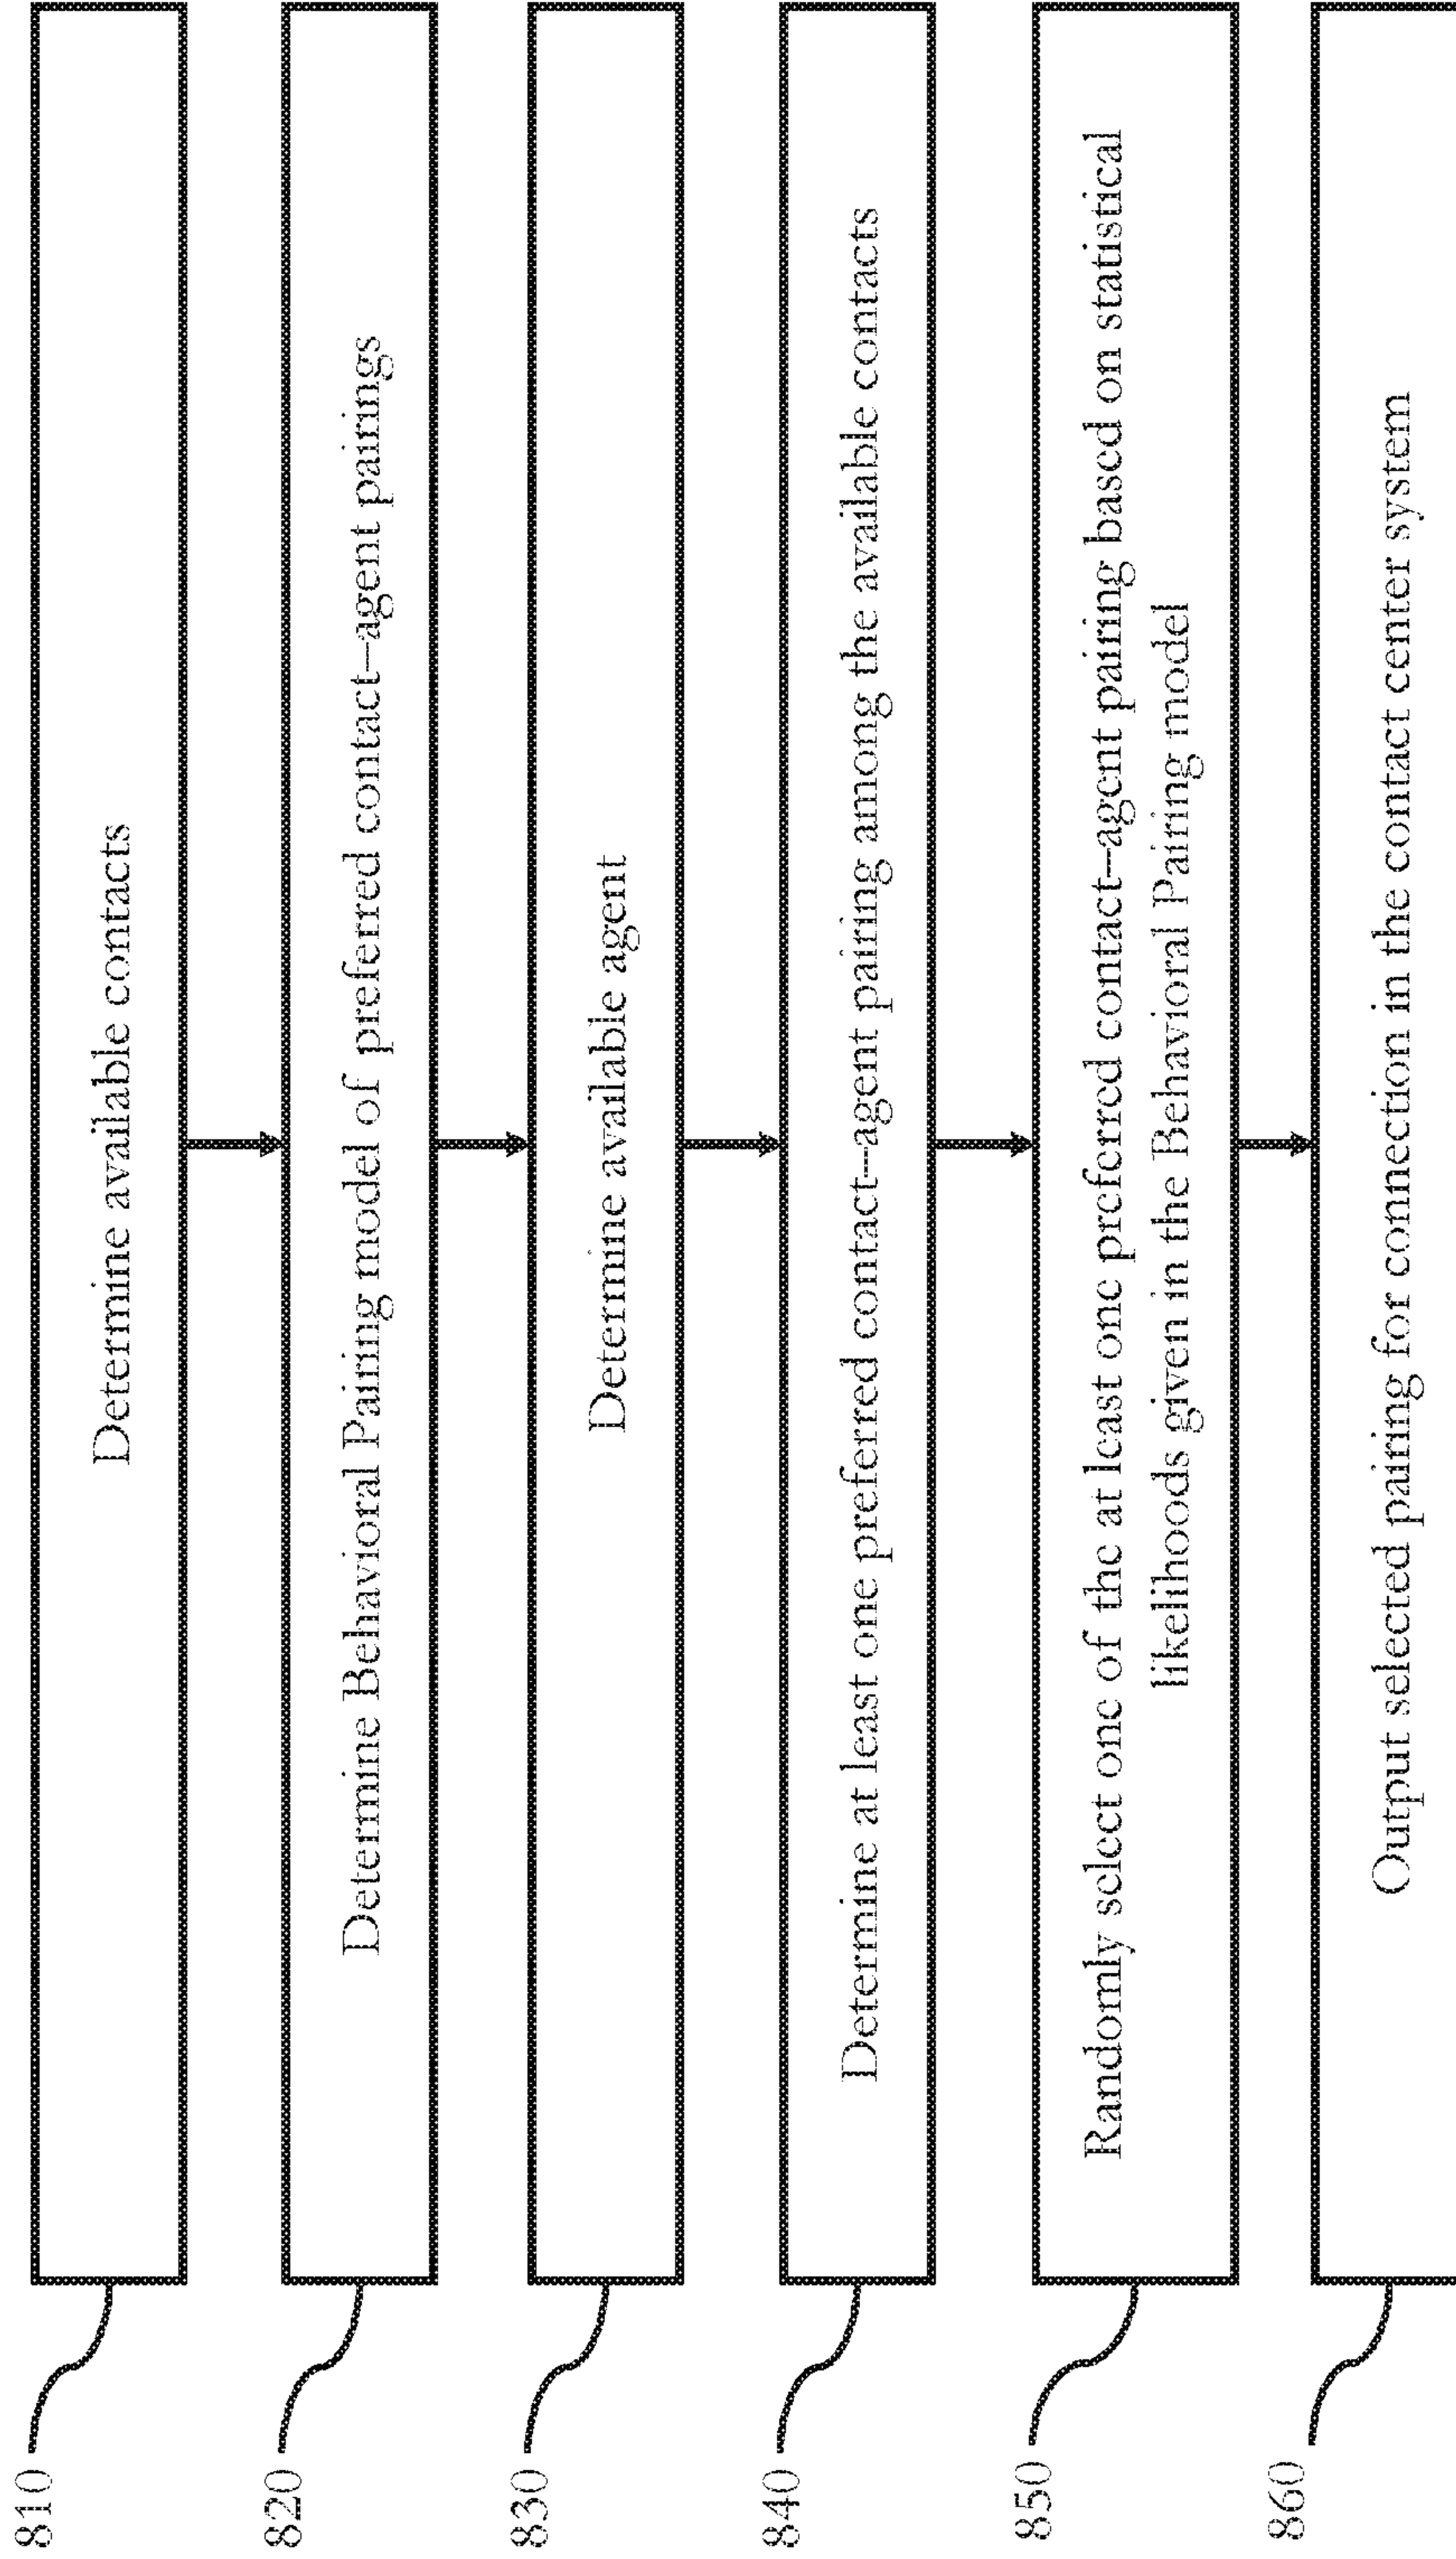 810
Determine available contacts
820
Determine Behavioral Pairing model of preferred contact–agent pairings
830
Determine available agent
840
Determine at least one preferred contact–agent pairing among the available contacts
850
Randomly select one of the at least one preferred contact–agent pairing based on statistical
likelihoods given in the Behavioral Pairing model
860
Output selected pairing for connection in the contact center system